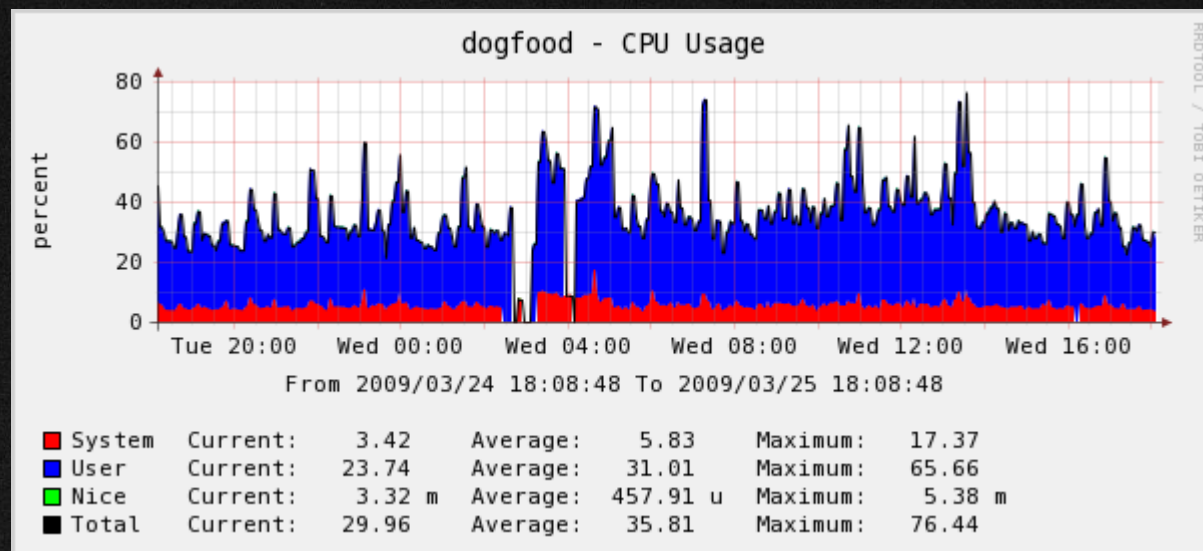 dogfood - CPU Usage
RRDTOOL / TOBI OETIKER
percent
80
60
40
20
0
Tue 20:00 Wed 00:00 Wed 04:00 Wed 08:00 Wed 12:00 Wed 16:00
From 2009/03/24 18:08:48 To 2009/03/25 18:08:48
System Current: 3.42 Average: 5.83 Maximum: 17.37
User Current: 23.74 Average: 31.01 Maximum: 65.66
Nice Current: 3.32 m Average: 457.91 u Maximum: 5.38 m
Total Current: 29.96 Average: 35.81 Maximum: 76.44